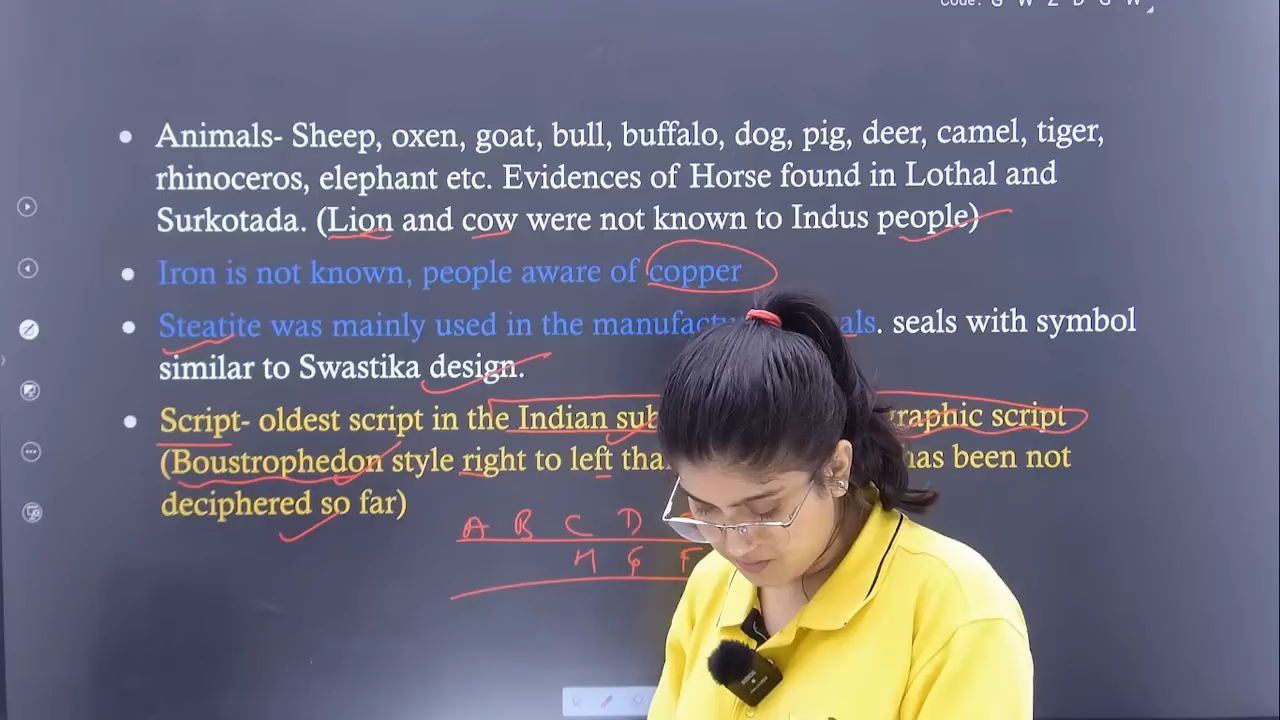 Animals- Sheep, oxen, goat, bull, buffalo, dog, pig, deer, camel, tiger,
rhinoceros, elephant etc. Evidences of Horse found in Lothal and
Surkotada. (Lion and cow were not known to Indus people)
Iron is not known, people aware of copper
Steatite was mainly used in the als. seals with symbol
similar to Swastika design.
Script- oldest script in the Indian sub graphic script
(Boustrophedon style right to left has been not
deciphered so far)
A B C D
H G F